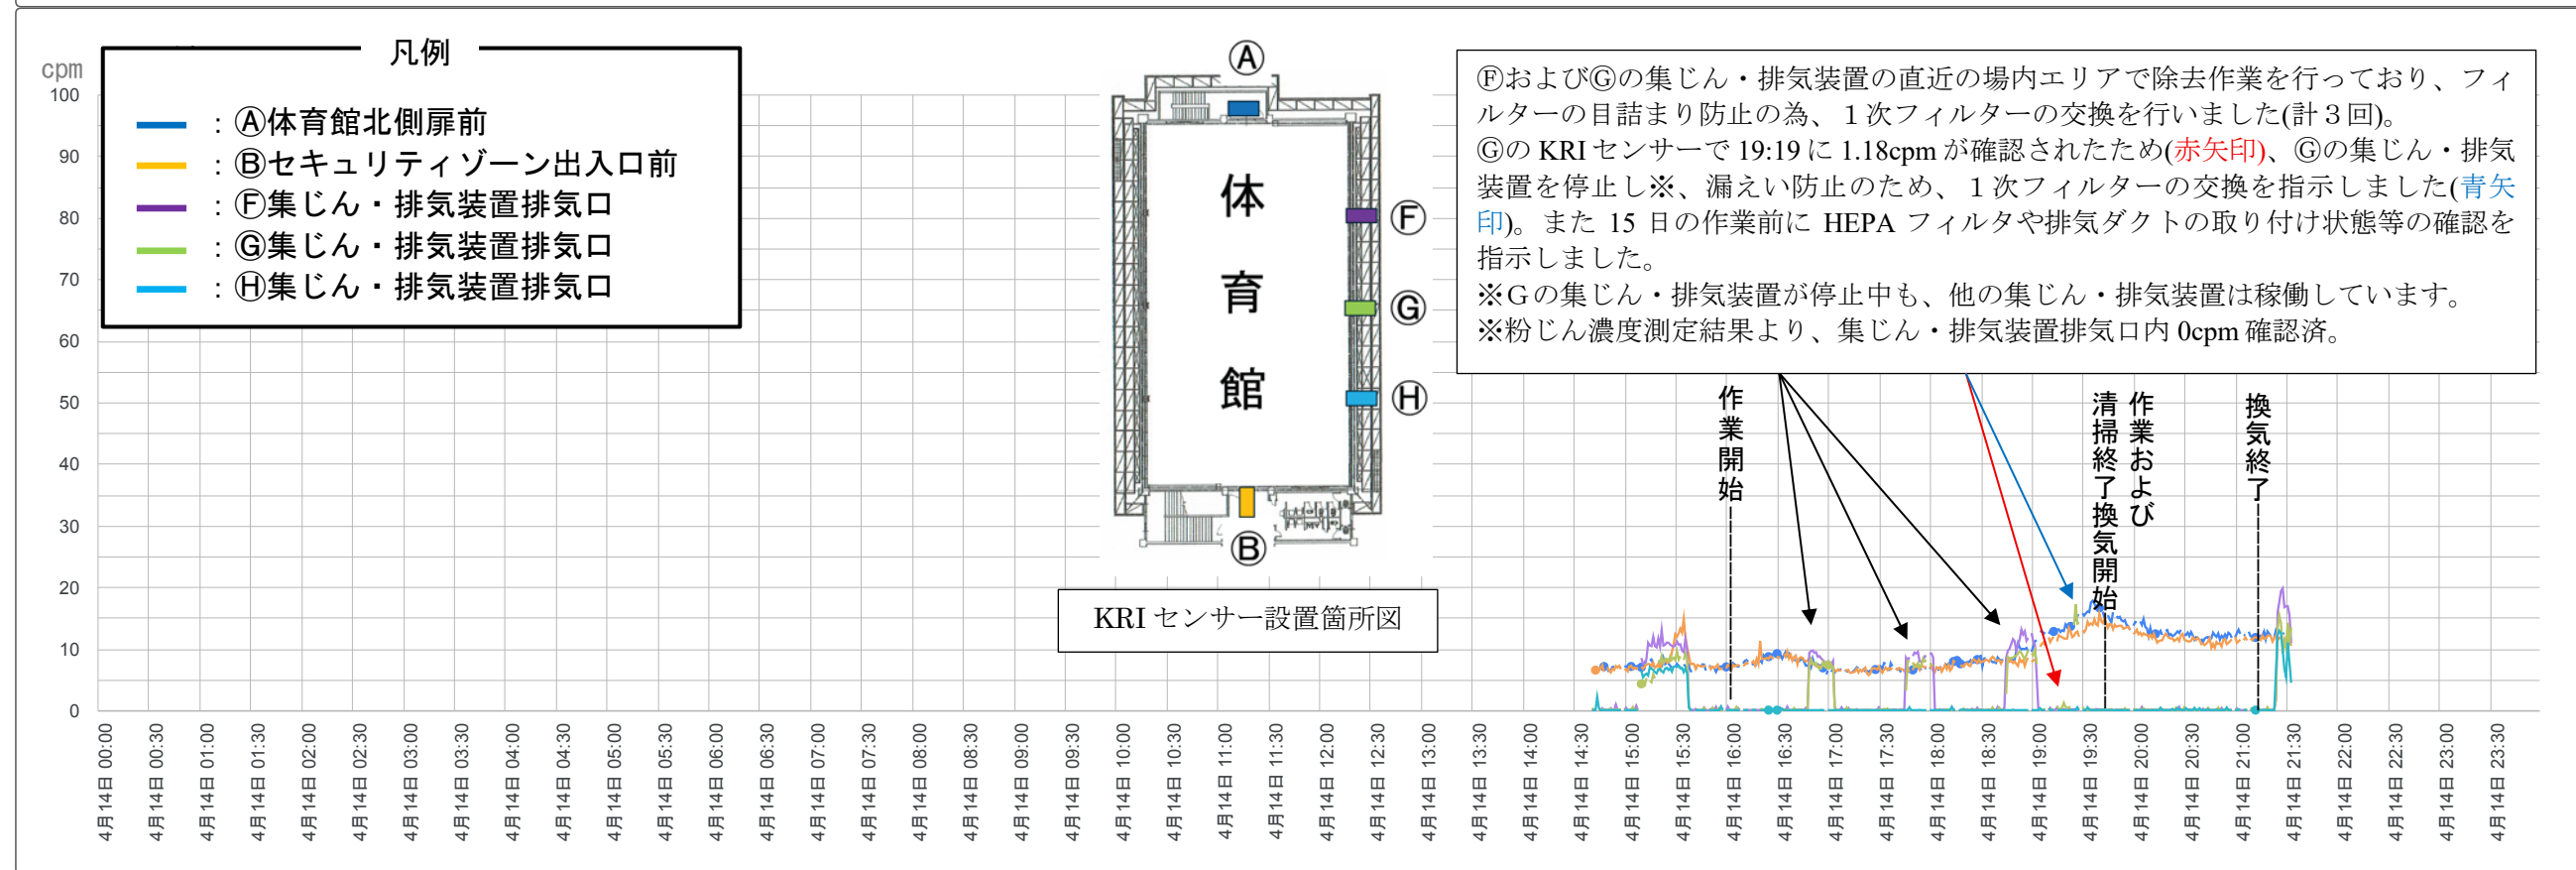 凡例
cpm
：Ⓐ体育館北側扉前
：Ⓑセキュリティゾーン出入口前
：Ⓕ集じん・排気装置排気口
：Ⓖ集じん・排気装置排気口
：Ⓗ集じん・排気装置排気口
100
90
80
70
60
50
40
30
20
10
0
Ⓐ
体育館
Ⓕ
Ⓖ
Ⓗ
Ⓑ
KRIセンサー設置箇所図
ⒻおよびⒼの集じん・排気装置の直近の場内エリアで除去作業を行っており、フィ
ルターの目詰まり防止の為、１次フィルターの交換を行いました(計３回)。
ⒼのKRIセンサーで19:19に1.18cpmが確認されたため(赤矢印)、Ⓖの集じん・排気
装置を停止し※、漏えい防止のため、１次フィルターの交換を指示しました(青矢
印)。また 15 日の作業前に HEPA フィルタや排気ダクトの取り付け状態等の確認を
指示しました。
※Ｇの集じん・排気装置が停止中も、他の集じん・排気装置は稼働しています。
※粉じん濃度測定結果より、集じん・排気装置排気口内 0cpm 確認済。
作業開始
作業および
清掃終了換気開始
換気終了
4月14日 00:00
4月14日 00:30
4月14日 01:00
4月14日 01:30
4月14日 02:00
4月14日 02:30
4月14日 03:00
4月14日 03:30
4月14日 04:00
4月14日 04:30
4月14日 05:00
4月14日 05:30
4月14日 06:00
4月14日 06:30
4月14日 07:00
4月14日 07:30
4月14日 08:00
4月14日 08:30
4月14日 09:00
4月14日 09:30
4月14日 10:00
4月14日 10:30
4月14日 11:00
4月14日 11:30
4月14日 12:00
4月14日 12:30
4月14日 13:00
4月14日 13:30
4月14日 14:00
4月14日 14:30
4月14日 15:00
4月14日 15:30
4月14日 16:00
4月14日 16:30
4月14日 17:00
4月14日 17:30
4月14日 18:00
4月14日 18:30
4月14日 19:00
4月14日 19:30
4月14日 20:00
4月14日 20:30
4月14日 21:00
4月14日 21:30
4月14日 22:00
4月14日 22:30
4月14日 23:00
4月14日 23:30